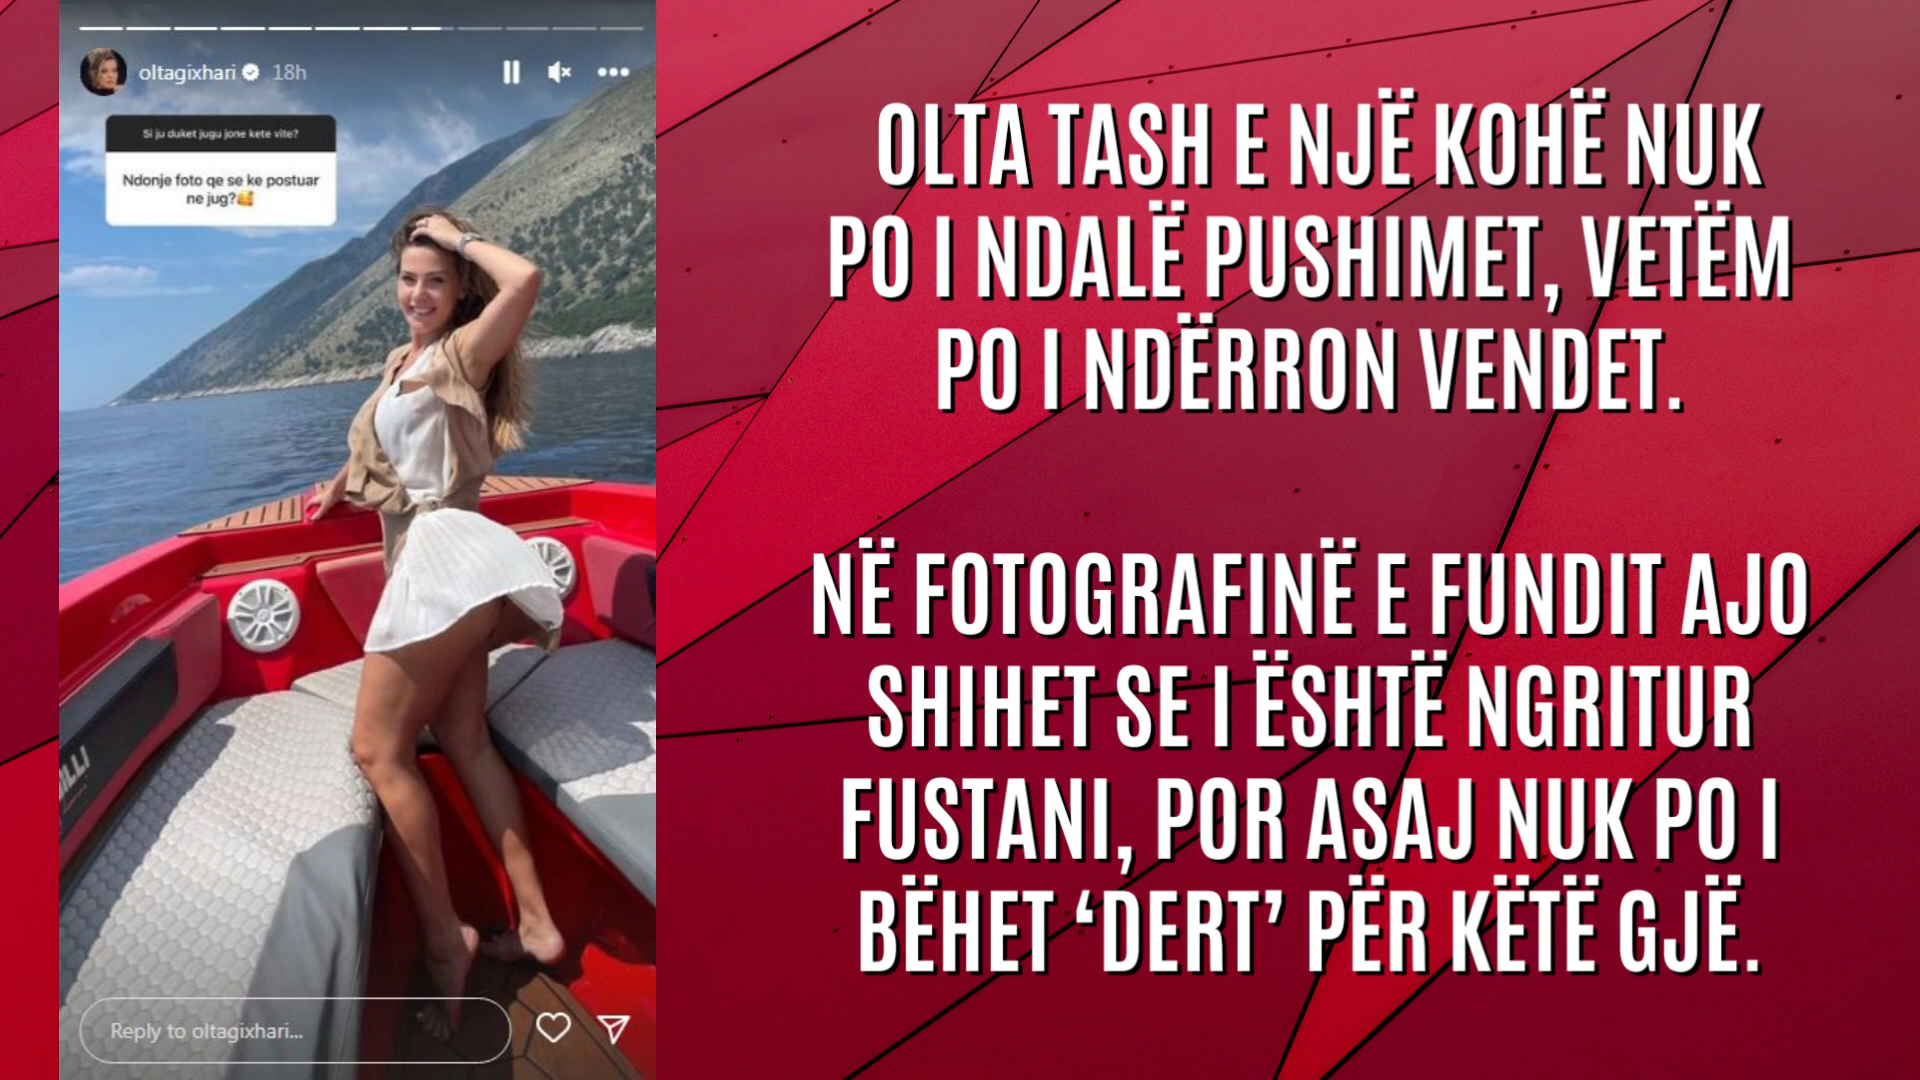 oltagixhari 18h
Si ju duket jugu jone kete vite?
Ndonje foto qe se ke postuar
ne jug?🥰
ILLI
Reply to oltagixhari...
OLTA TASH E NJË KOHË NUK
PO I NDALË PUSHIMET, VETËM
PO I NDËRRON VENDET.
NË FOTOGRAFINË E FUNDIT AJO
SHIHET SE I ËSHTË NGRITUR
FUSTANI, POR ASAJ NUK PO I
BËHET ‘DERT’ PËR KËTË GJË.